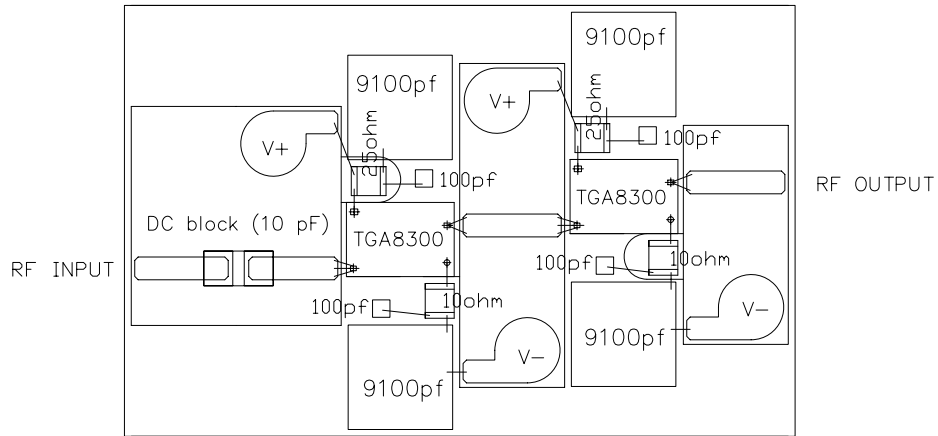 9100pf
9100pf
V+
25ohm
100pf
V+
25ohm
100pf
RF OUTPUT
TGA8300
DC block (10 pF)
TGA8300
RF INPUT
100pf
10ohm
100pf
10ohm
V-
9100pf
V-
9100pf